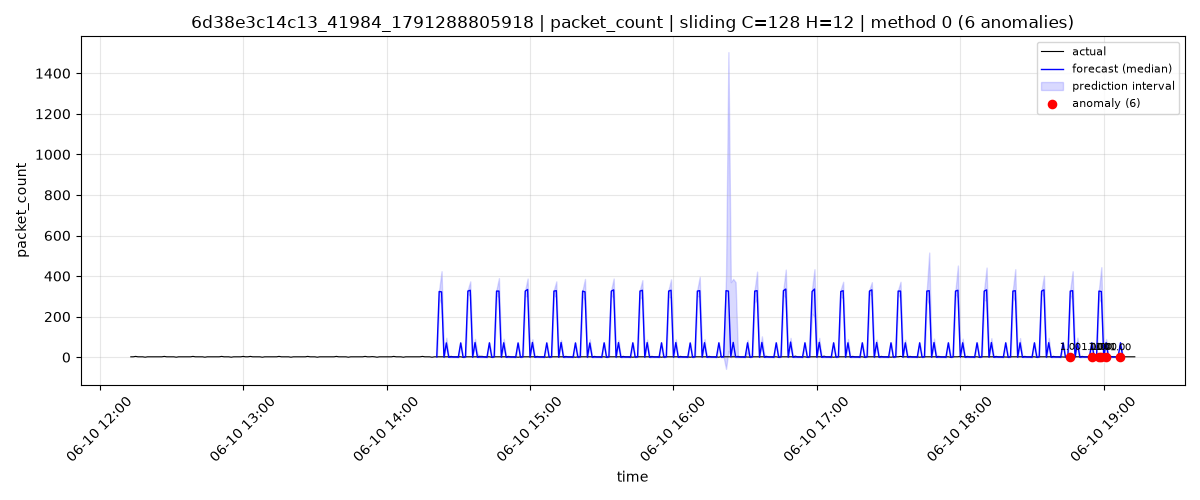 6d38e3c14c13_41984_1791288805918 | packet_count | sliding C=128 H=12 | method 0 (6 anomalies)
packet_count
1400
1200
1000
800
600
400
200
0
actual
forecast (median)
prediction interval
anomaly (6)
06-10 12:00
06-10 13:00
06-10 14:00
06-10 15:00
06-10 16:00
06-10 17:00
06-10 18:00
06-10 19:00
time